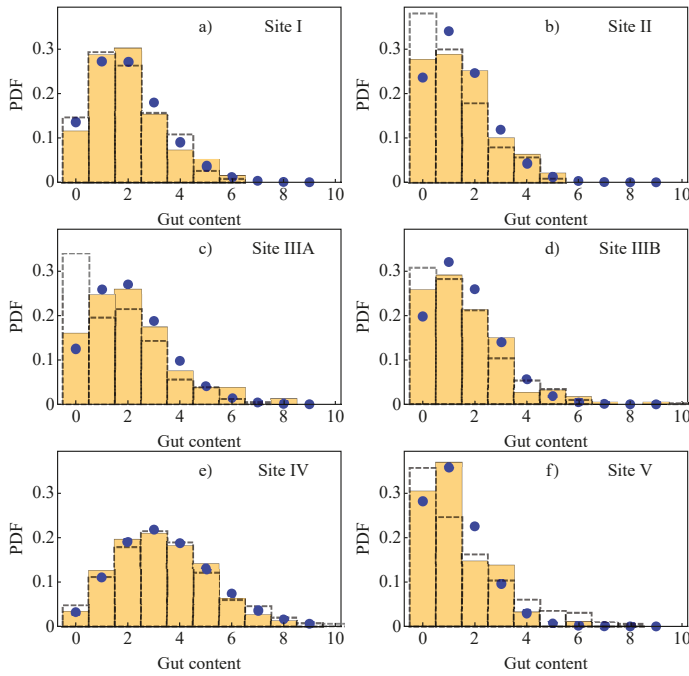 a) Site I
PDF
0.3
0.2
0.1
0
0 2 4 6 8 10
Gut content
b) Site II
PDF
0.3
0.2
0.1
0
0 2 4 6 8 10
Gut content
c) Site IIIA
PDF
0.3
0.2
0.1
0
0 2 4 6 8 10
Gut content
d) Site IIIB
PDF
0.3
0.2
0.1
0
0 2 4 6 8 10
Gut content
e) Site IV
PDF
0.3
0.2
0.1
0
0 2 4 6 8 10
Gut content
f) Site V
PDF
0.3
0.2
0.1
0
0 2 4 6 8 10
Gut content